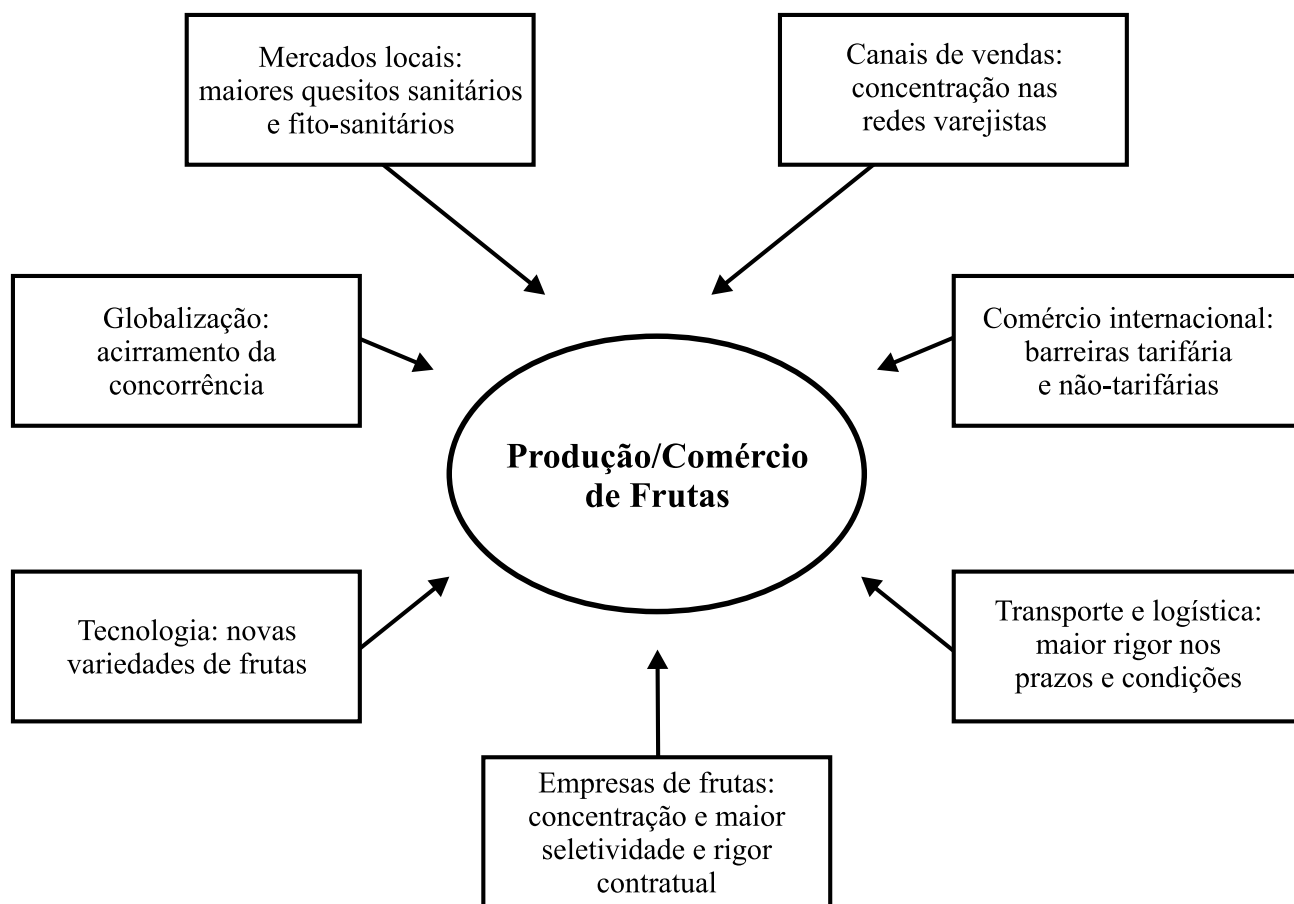 Mercados locais:
maiores quesitos sanitários
e fito-sanitários
Canais de vendas:
concentração nas
redes varejistas
Globalização:
acirramento da
concorrência
Comércio internacional:
barreiras tarifária
e não-tarifárias
Produção/Comércio
de Frutas
Tecnologia: novas
variedades de frutas
Transporte e logística:
maior rigor nos
prazos e condições
Empresas de frutas:
concentração e maior
seletividade e rigor
contratual